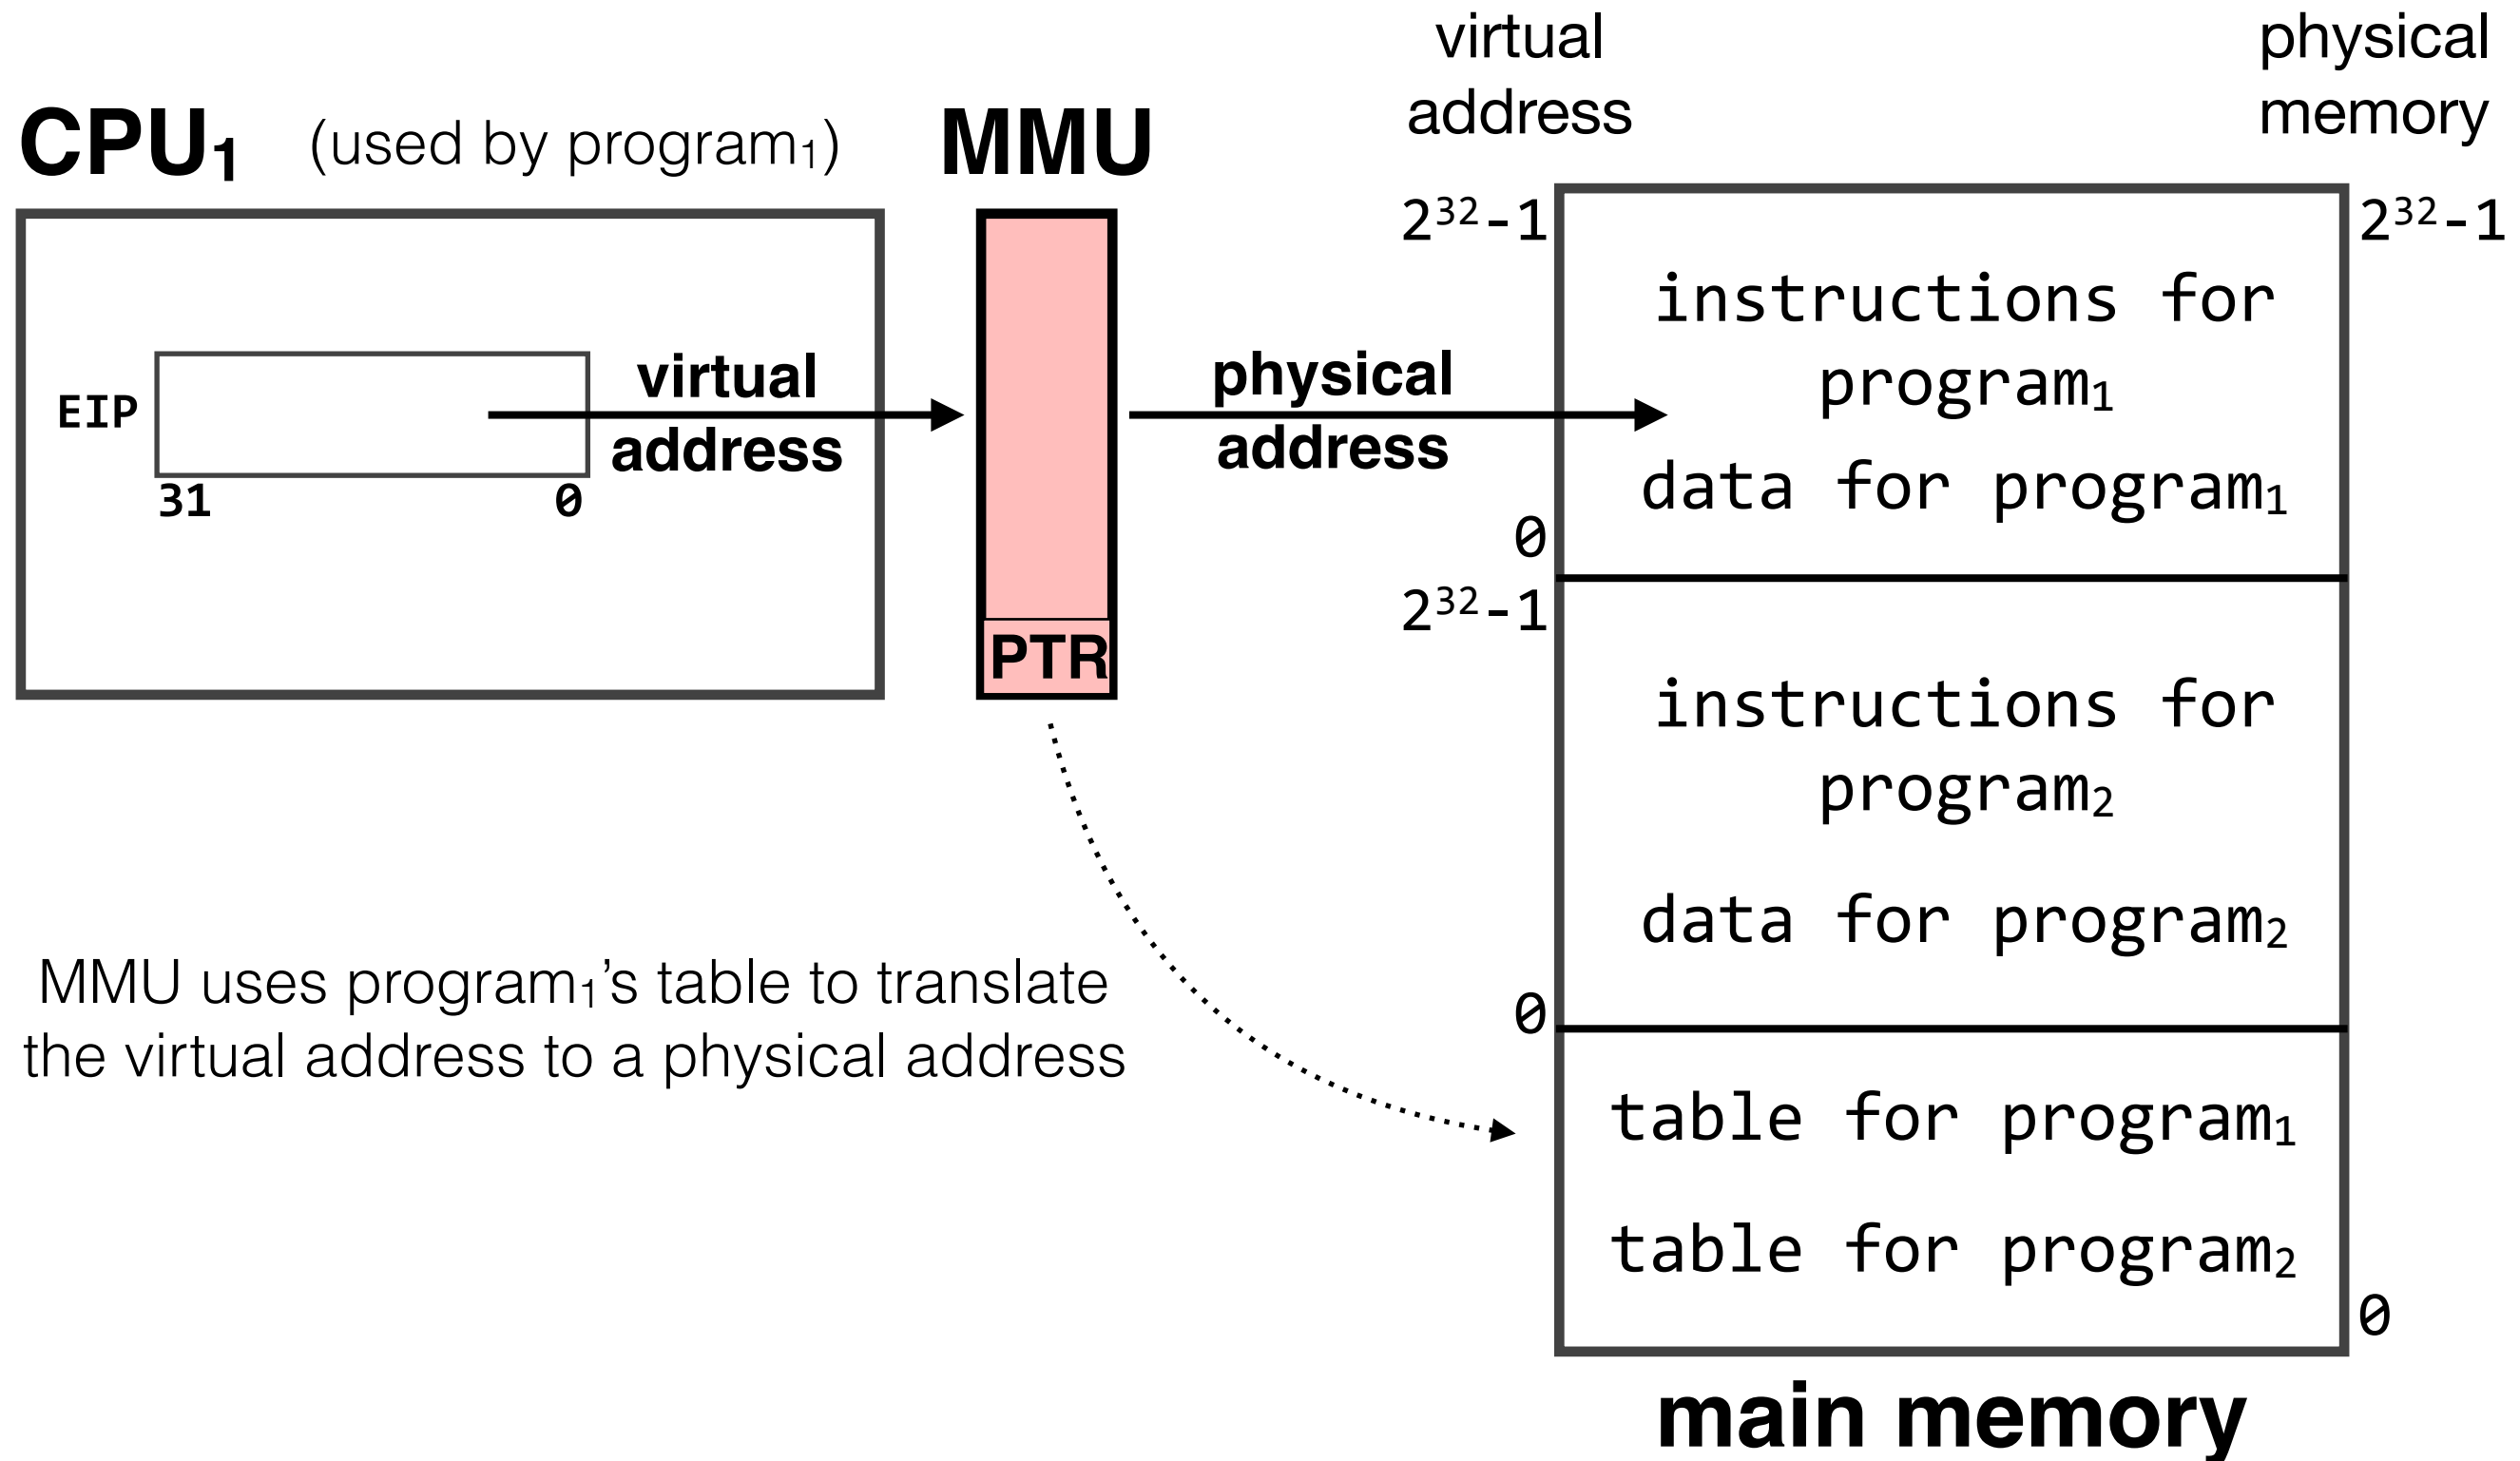 virtual
address
physical
memory
CPU₁ (used by program₁)
MMU
2³²-1
2³²-1
instructions for
program₁
EIP
virtual
address
physical
address
31
0
data for program₁
0
2³²-1
PTR
instructions for
program₂
data for program₂
MMU uses program₁’s table to translate
the virtual address to a physical address
0
table for program₁
table for program₂
0
main memory